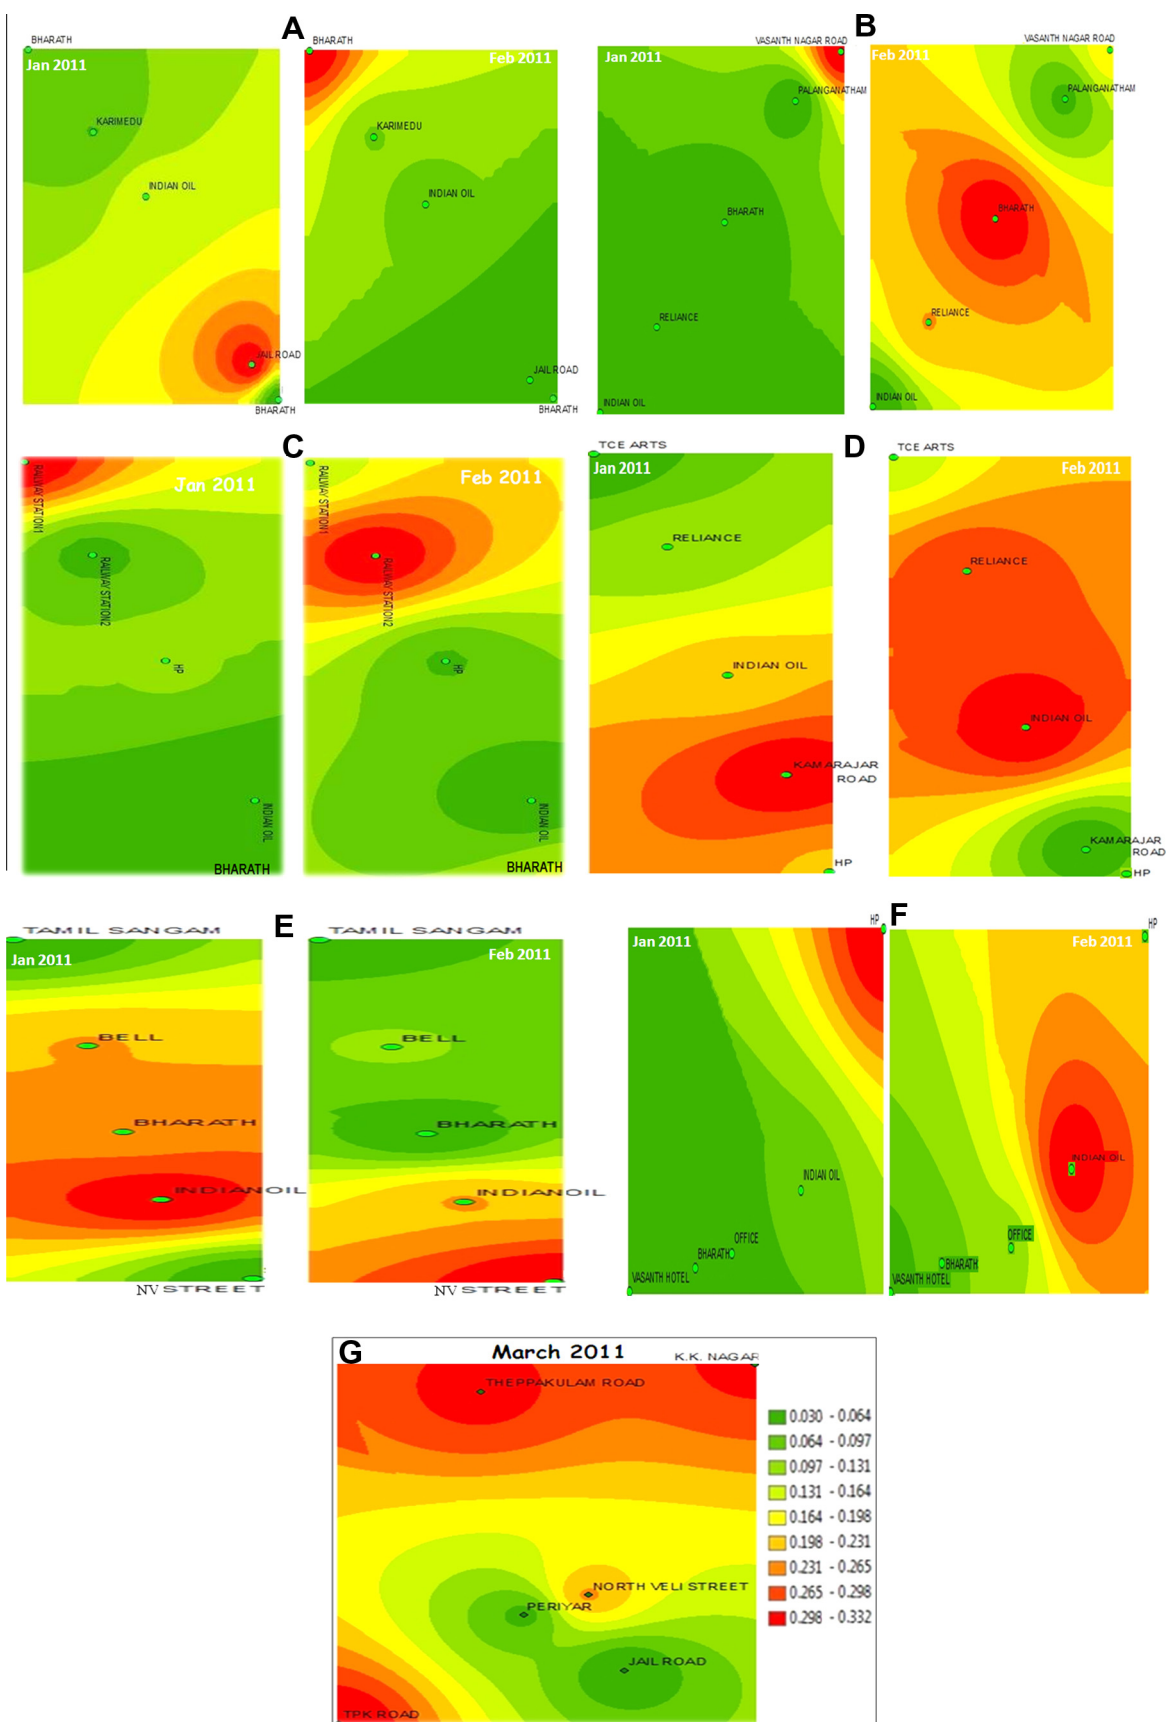 A
BHARATH
Jan 2011
KARIMEDU
INDIAN OIL
JAIL ROAD
BHARATH
BHARATH
Feb 2011
KARIMEDU
INDIAN OIL
JAIL ROAD
BHARATH
B
VASANTH NAGAR ROAD
Jan 2011
PALANGANATHAM
BHARATH
RELIANCE
INDIAN OIL
VASANTH NAGAR ROAD
Feb 2011
PALANGANATHAM
BHARATH
RELIANCE
INDIAN OIL
C
Jan 2011
RAILWAY STATION1
RAILWAY STATION2
HP
INDIAN OIL
BHARATH
Feb 2011
RAILWAY STATION1
RAILWAY STATION2
HP
INDIAN OIL
BHARATH
D
TCE ARTS
Jan 2011
RELIANCE
INDIAN OIL
KAMARAJAR
ROAD
HP
TCE ARTS
Feb 2011
RELIANCE
INDIAN OIL
KAMARAJAR
ROAD
HP
E
TAMIL SANGAM
Jan 2011
BELL
BHARATH
INDIANOIL
NV STREET
TAMIL SANGAM
Feb 2011
BELL
BHARATH
INDIANOIL
NV STREET
F
HP
Jan 2011
INDIAN OIL
OFFICE
BHARATH
VASANTH HOTEL
HP
Feb 2011
INDIAN OIL
OFFICE
BHARATH
VASANTH HOTEL
G
March 2011
K.K. NAGAR
THEPPAKULAM ROAD
NORTH VELI STREET
PERIYAR
JAIL ROAD
TPK ROAD
0.030 - 0.064
0.064 - 0.097
0.097 - 0.131
0.131 - 0.164
0.164 - 0.198
0.198 - 0.231
0.231 - 0.265
0.265 - 0.298
0.298 - 0.332